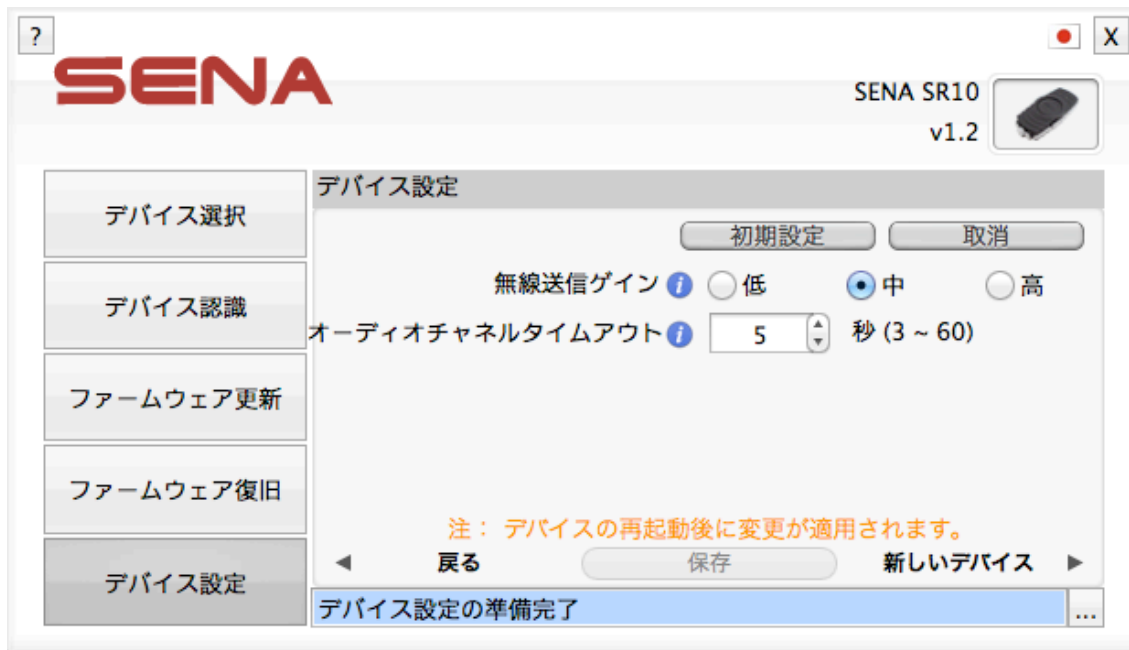 ?
X
SENA
SENA SR10
v1.2
デバイス選択
デバイス認識
ファームウェア更新
ファームウェア復旧
デバイス設定
デバイス設定
初期設定 取消
無線送信ゲイン i 低 中 高
オーディオチャネルタイムアウト i 5 秒 (3 ~ 60)
注： デバイスの再起動後に変更が適用されます。
戻る 保存 新しいデバイス
デバイス設定の準備完了 ...